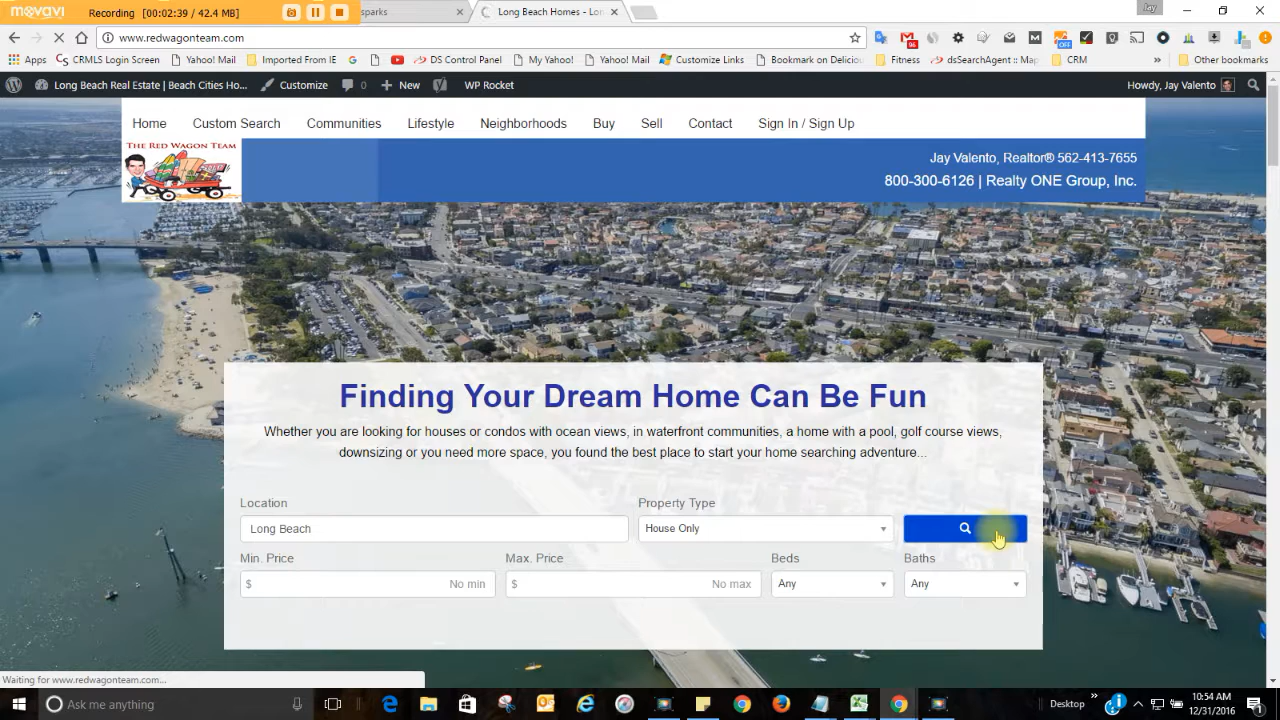 movavi Recording [00:02:39 / 42.4 MB]
sparks
Long Beach Homes - Lon
Jay
www.redwagonteam.com
96
OFF
Apps
CRMLS Login Screen
Yahoo! Mail
Imported From IE
DS Control Panel
My Yahoo!
Yahoo! Mail
Customize Links
Bookmark on Deliciou
Fitness
dsSearchAgent :: Map
CRM
»
Other bookmarks
Long Beach Real Estate | Beach Cities Ho...
Customize
0
New
WP Rocket
Howdy, Jay Valento
Home Custom Search Communities Lifestyle Neighborhoods Buy Sell Contact Sign In / Sign Up
THE RED WAGON TEAM
SOLD
Jay Valento, Realtor® 562-413-7655
800-300-6126 | Realty ONE Group, Inc.
Finding Your Dream Home Can Be Fun
Whether you are looking for houses or condos with ocean views, in waterfront communities, a home with a pool, golf course views,
downsizing or you need more space, you found the best place to start your home searching adventure...
Location Property Type
Long Beach House Only
Min. Price Max. Price Beds Baths
$ No min $ No max Any Any
Waiting for www.redwagonteam.com...
Ask me anything
Desktop
»
10:54 AM
12/31/2016